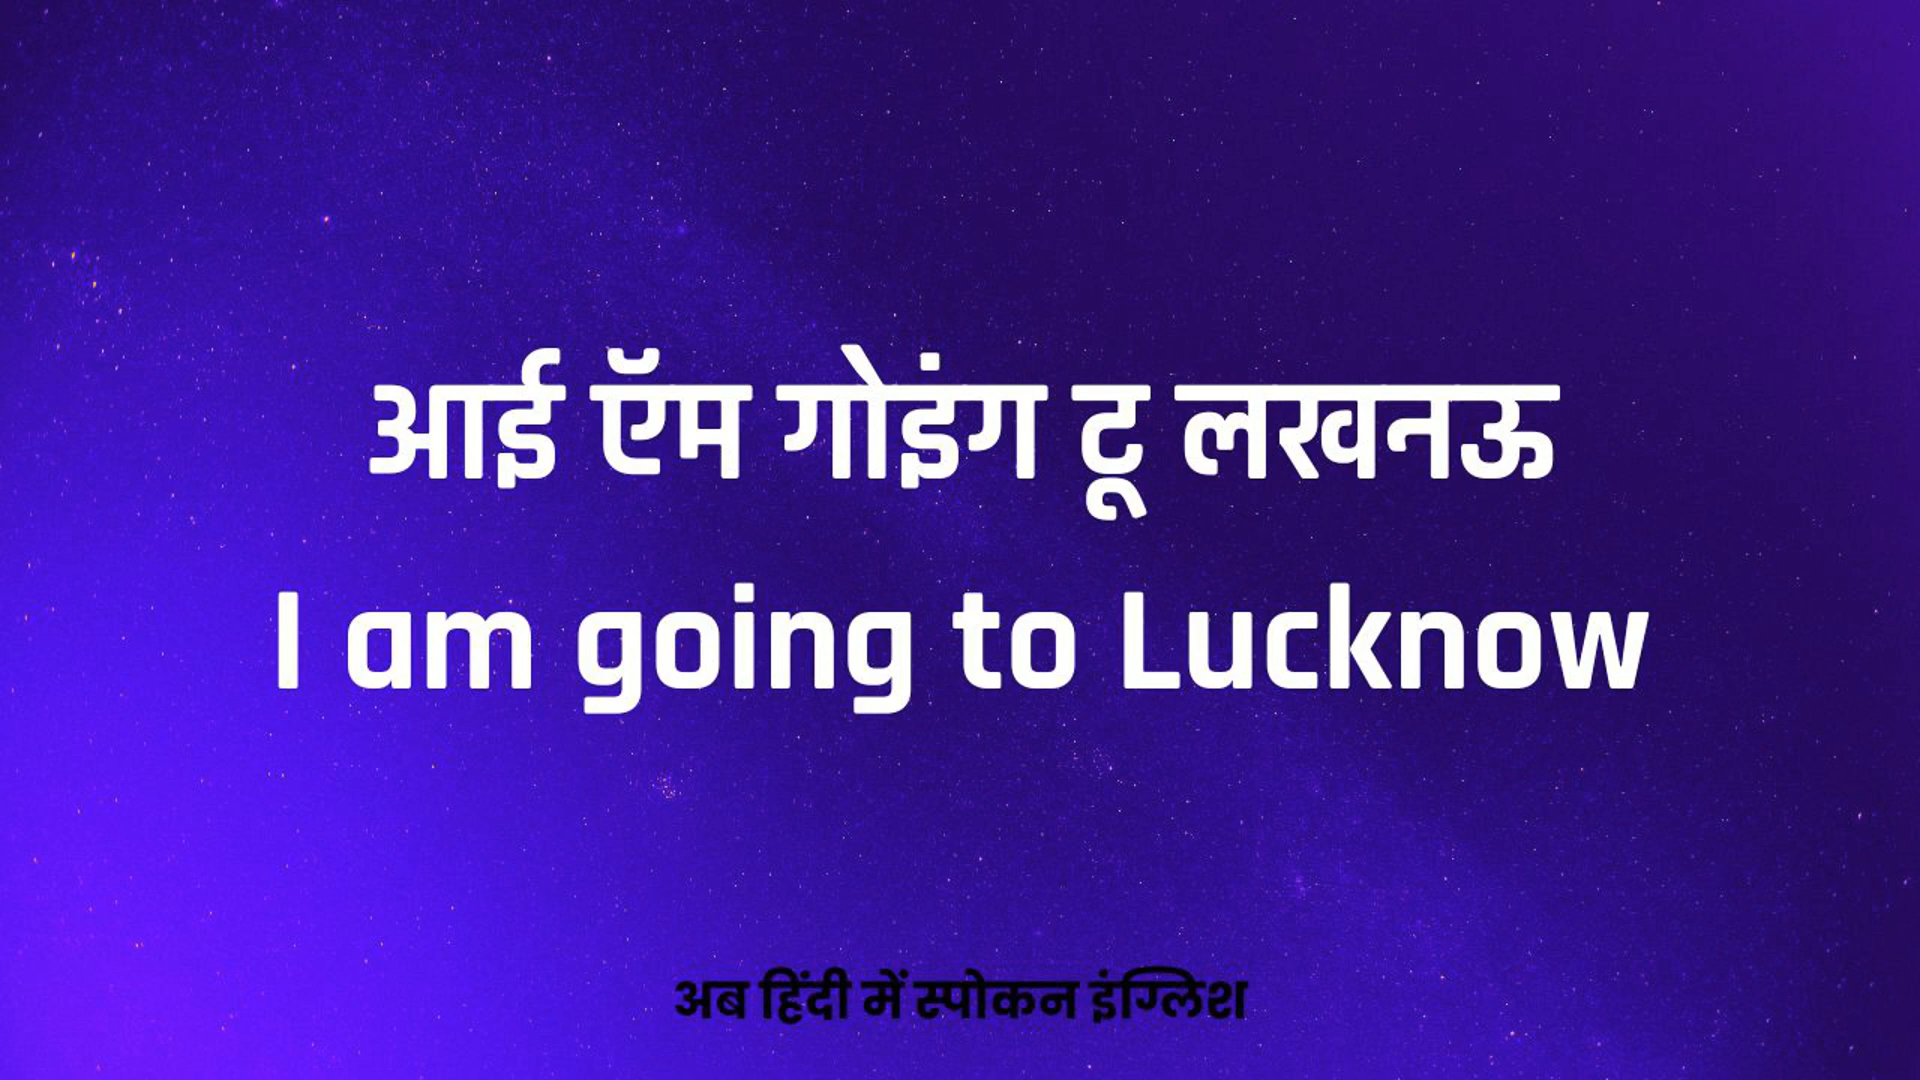 आई ऍम गोइंग टू लखनऊ
I am going to Lucknow
अब हिंदी में स्पोकन इंग्लिश